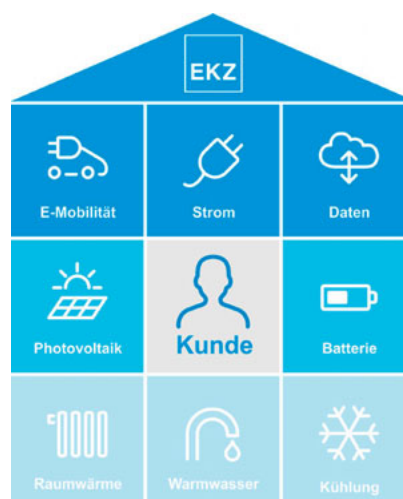 EKZ
E-Mobilität
Strom
Daten
Photovoltaik
Kunde
Batterie
Raumwärme
Warmwasser
Kühlung